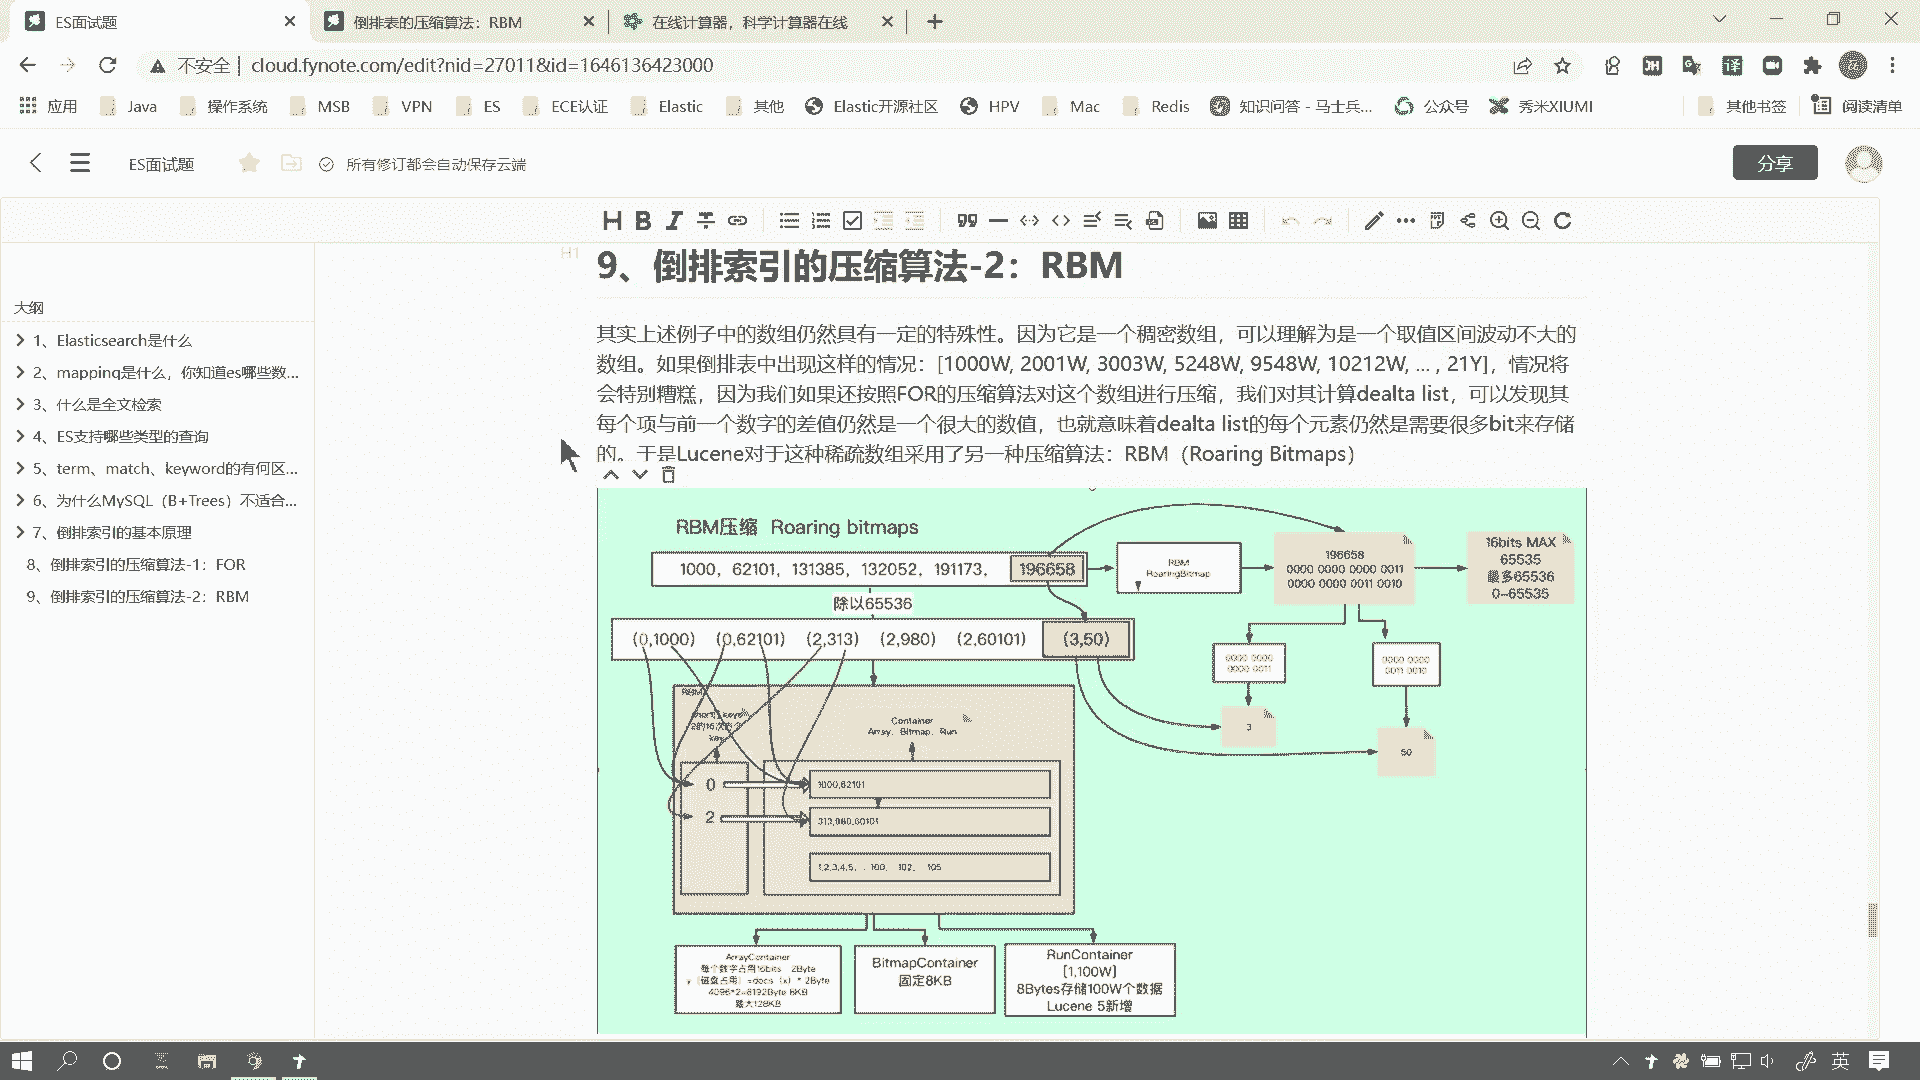 ES面试题
倒排表的压缩算法：RBM
在线计算器，科学计算器在线
不安全 | cloud.fynote.com/edit?nid=27011&id=1646136423000
应用 Java 操作系统 MSB VPN ES ECE认证 Elastic 其他 Elastic开源社区 HPV Mac Redis 知识问答 - 马士兵... 公众号 秀米XIUMI 其他书签 阅读清单
ES面试题 所有修订都会自动保存云端 分享
大纲
1、Elasticsearch是什么
2、mapping是什么，你知道es哪些数...
3、什么是全文检索
4、ES支持哪些类型的查询
5、term、match、keyword的有何区...
6、为什么MySQL（B+Trees）不适合...
7、倒排索引的基本原理
8、倒排索引的压缩算法-1：FOR
9、倒排索引的压缩算法-2：RBM
H1
9、倒排索引的压缩算法-2：RBM
其实上述例子中的数组仍然具有一定的特殊性。因为它是一个稠密数组，可以理解为是一个取值区间波动不大的
数组。如果倒排表中出现这样的情况：[1000W, 2001W, 3003W, 5248W, 9548W, 10212W, ... , 21Y]，情况将
会特别糟糕，因为我们如果还按照FOR的压缩算法对这个数组进行压缩，我们对其计算dealta list，可以发现其
每个项与前一个数字的差值仍然是一个很大的数值，也就意味着dealta list的每个元素仍然是需要很多bit来存储
的。于是Lucene对于这种稀疏数组采用了另一种压缩算法：RBM（Roaring Bitmaps）
RBM压缩 Roaring bitmaps
1000，62101，131385，132052，191173，196658
RBM
RoaringBitmap
196658
0000 0000 0000 0011
0000 0000 0011 0010
16bits MAX
65535
最多65536
0~65535
除以65536
(0,1000) (0,62101) (2,313) (2,980) (2,60101) (3,50)
0000 0000
0000 0011
0000 0000
0011 0010
3
50
RBM
key
Container
Array、Bitmap、Run
0
1000,62101
2
313,980,60101
1,2,3,4,5，. 100， 102， 105
ArrayContainer
每个数字占用16bits 2Byte
4096*2=8192Byte 8KB
最大128KB
BitmapContainer
固定8KB
RunContainer
[1,100W]
8Bytes存储100W个数据
Lucene 5新增
英